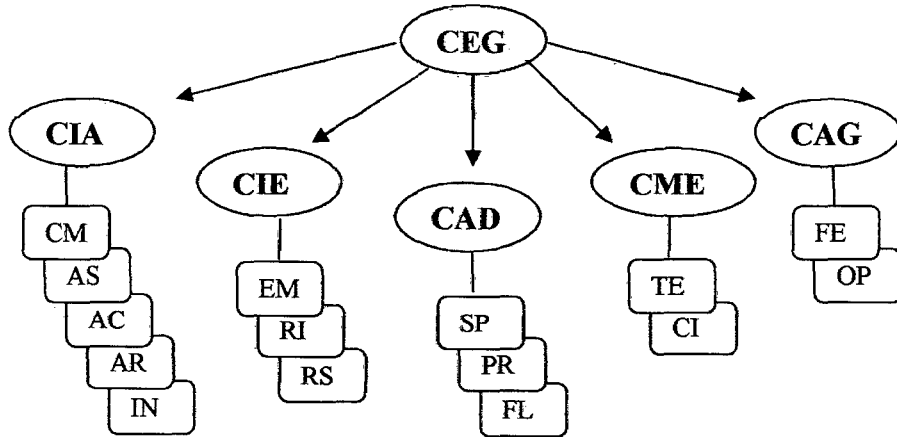 CEG
CIA
CM
AS
AC
AR
IN
CIE
EM
RI
RS
CAD
SP
PR
FL
CME
TE
CI
CAG
FE
OP